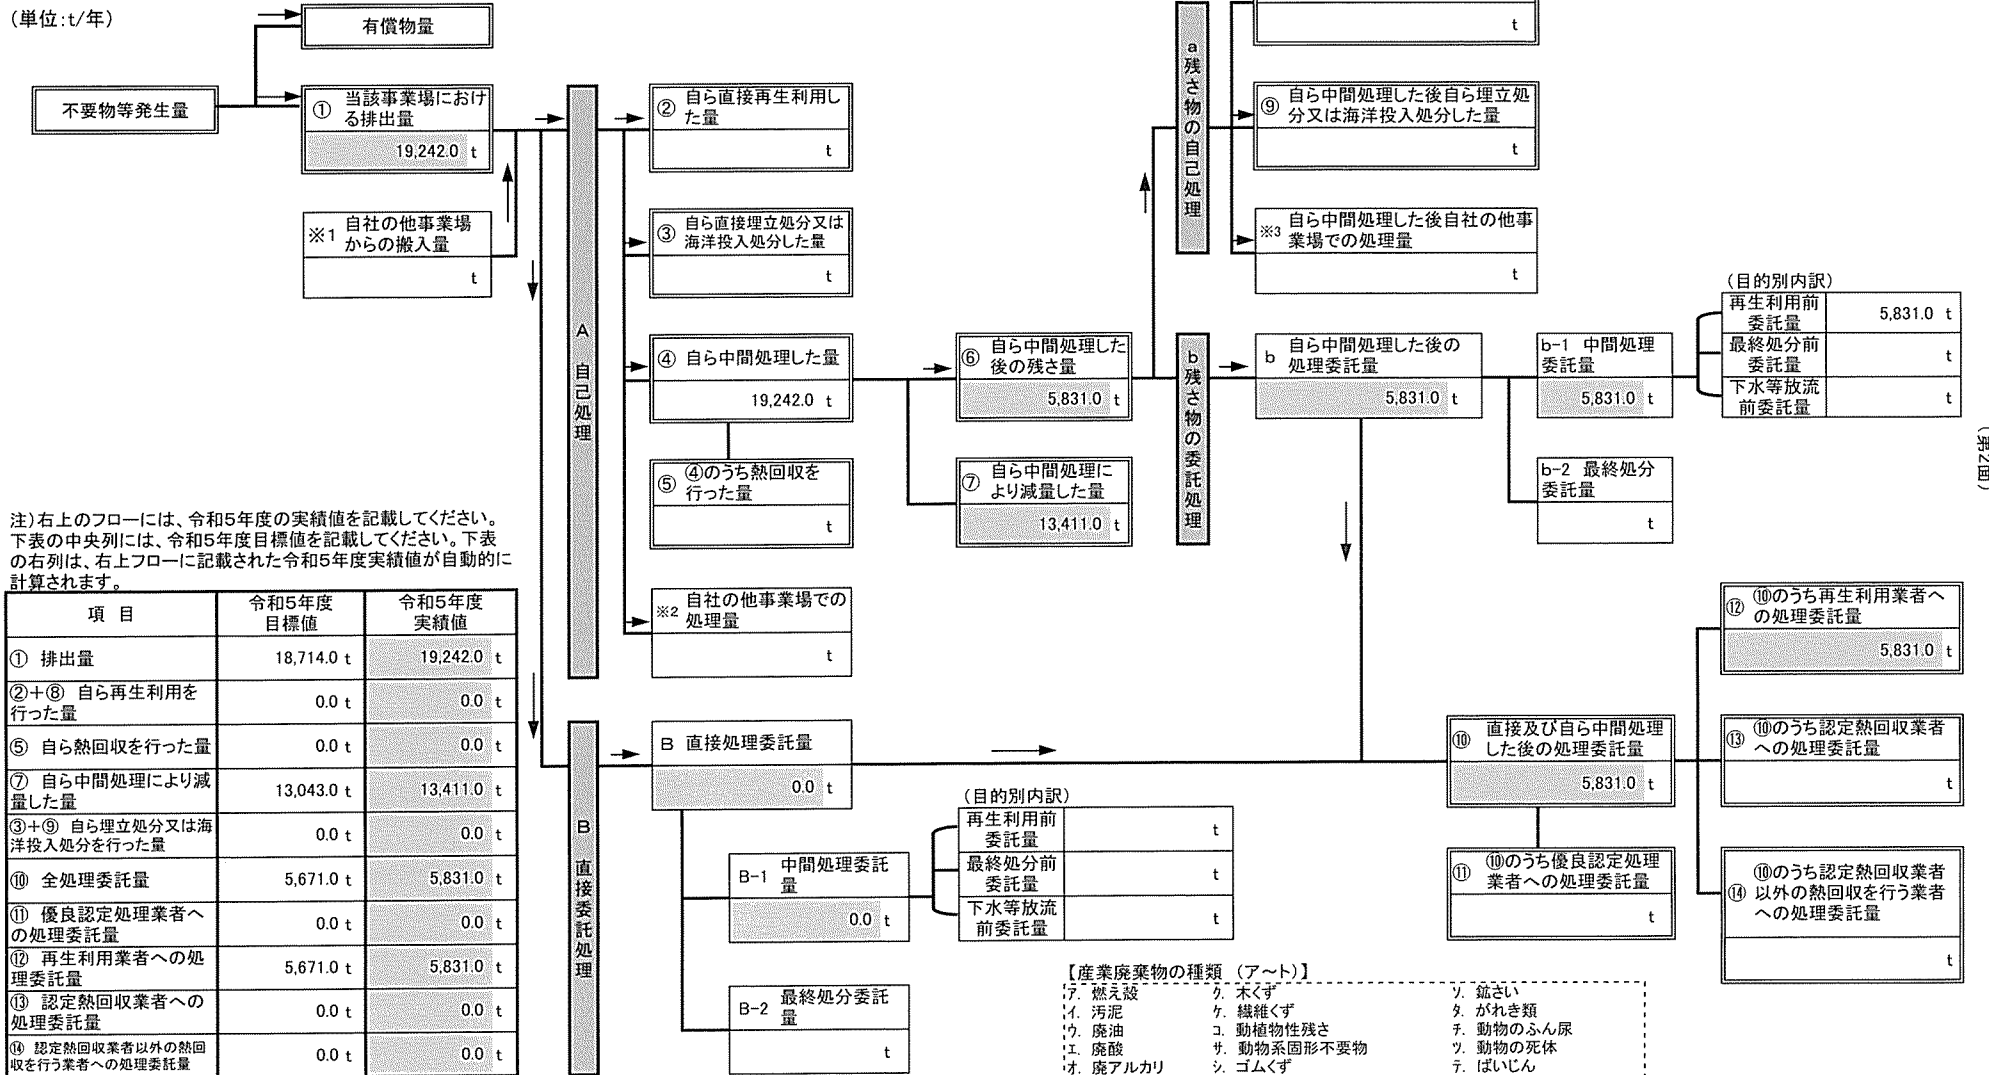 (単位:t/年)
有償物量
不要物等発生量
① 当該事業場におけ
る排出量
19,242.0 t
※1 自社の他事業場
からの搬入量
t
A 自己処理
② 自ら直接再生利用し
た量
t
③ 自ら直接埋立処分又は
海洋投入処分した量
t
④ 自ら中間処理した量
19,242.0 t
⑤ ④のうち熱回収を
行った量
t
※2 自社の他事業場での
処理量
t
⑥ 自ら中間処理した
後の残さ量
5,831.0 t
⑦ 自ら中間処理に
より減量した量
13,411.0 t
a残さ物の自己処理
t
⑨ 自ら中間処理した後自ら埋立処
分又は海洋投入処分した量
t
※3 自ら中間処理した後自社の他事
業場での処理量
t
b残さ物の委託処理
b 自ら中間処理した後の
処理委託量
5,831.0 t
b-1 中間処理
委託量
5,831.0 t
b-2 最終処分
委託量
t
(目的別内訳)
再生利用前
委託量
5,831.0 t
最終処分前
委託量
t
下水等放流
前委託量
t
(第2面)
注)右上のフローには、令和5年度の実績値を記載してください。
下表の中央列には、令和5年度目標値を記載してください。下表
の右列は、右上フローに記載された令和5年度実績値が自動的に
計算されます。
項 目 令和5年度
目標値 令和5年度
実績値
① 排出量 18,714.0 t 19,242.0 t
②+⑧ 自ら再生利用を
行った量 0.0 t 0.0 t
⑤ 自ら熱回収を行った量 0.0 t 0.0 t
⑦ 自ら中間処理により減
量した量 13,043.0 t 13,411.0 t
③+⑨ 自ら埋立処分又は海
洋投入処分を行った量 0.0 t 0.0 t
⑩ 全処理委託量 5,671.0 t 5,831.0 t
⑪ 優良認定処理業者へ
の処理委託量 0.0 t 0.0 t
⑫ 再生利用業者への処
理委託量 5,671.0 t 5,831.0 t
⑬ 認定熱回収業者への
処理委託量 0.0 t 0.0 t
⑭ 認定熱回収業者以外の熱回
収を行う業者への処理委託量 0.0 t 0.0 t
B 直接委託処理
B 直接処理委託量
0.0 t
B-1 中間処理委託
量
0.0 t
B-2 最終処分委託
量
t
(目的別内訳)
再生利用前
委託量
t
最終処分前
委託量
t
下水等放流
前委託量
t
⑩ 直接及び自ら中間処理
した後の処理委託量
5,831.0 t
⑪ ⑩のうち優良認定処理
業者への処理委託量
t
⑫ ⑩のうち再生利用業者へ
の処理委託量
5,831.0 t
⑬ ⑩のうち認定熱回収業者
への処理委託量
t
⑭ ⑩のうち認定熱回収業者
以外の熱回収を行う業者
への処理委託量
t
【産業廃棄物の種類 (ア~ト)】
ア. 燃え殻 ク. 木くず ソ. 鉱さい
イ. 汚泥 ケ. 繊維くず タ. がれき類
ウ. 廃油 コ. 動植物性残さ チ. 動物のふん尿
エ. 廃酸 サ. 動物系固形不要物 ツ. 動物の死体
オ. 廃アルカリ シ. ゴムくず テ. ばいじん